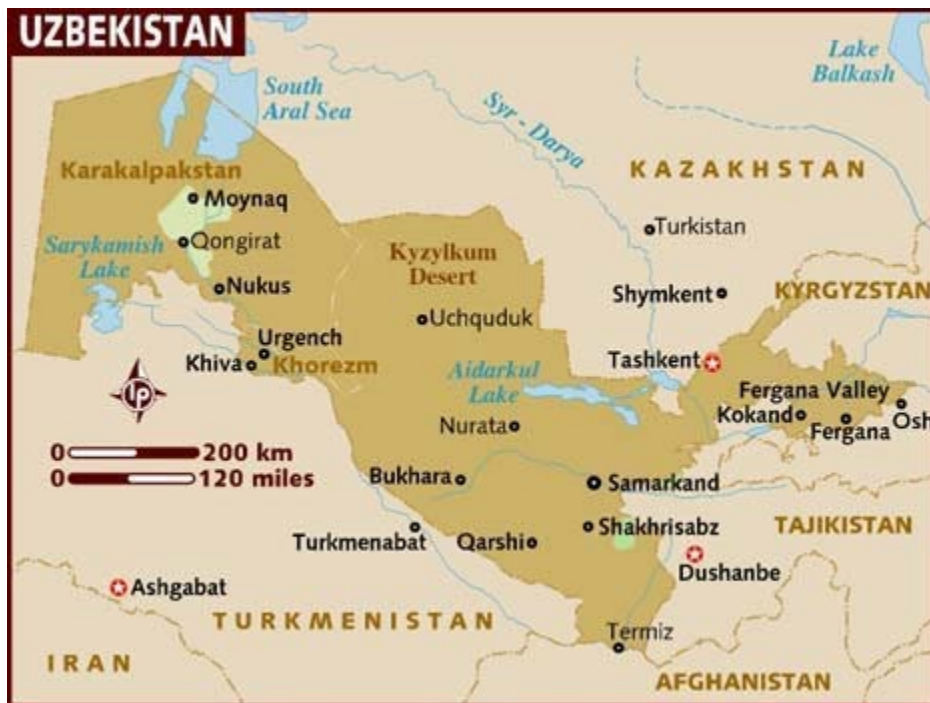 UZBEKISTAN
Lake
Balkash
South
Aral Sea
Syr - Darya
Karakalpakstan
KAZAKHSTAN
Moynaq
Turkistan
Qongirat
Sarykamish
Lake
Kyzylkum
Desert
Nukus
Shymkent
KYRGYZSTAN
Uchquduk
Urgench
Khiva
Khorezm
Tashkent
Aidarkul
Lake
Fergana Valley
Kokand
Osh
Fergana
Nurata
lp
0 200 km
0 120 miles
Bukhara
Samarkand
Turkmenabat
Qarshi
Shakhrisabz
TAJIKISTAN
Dushanbe
Ashgabat
TURKMENISTAN
Termiz
IRAN
AFGHANISTAN